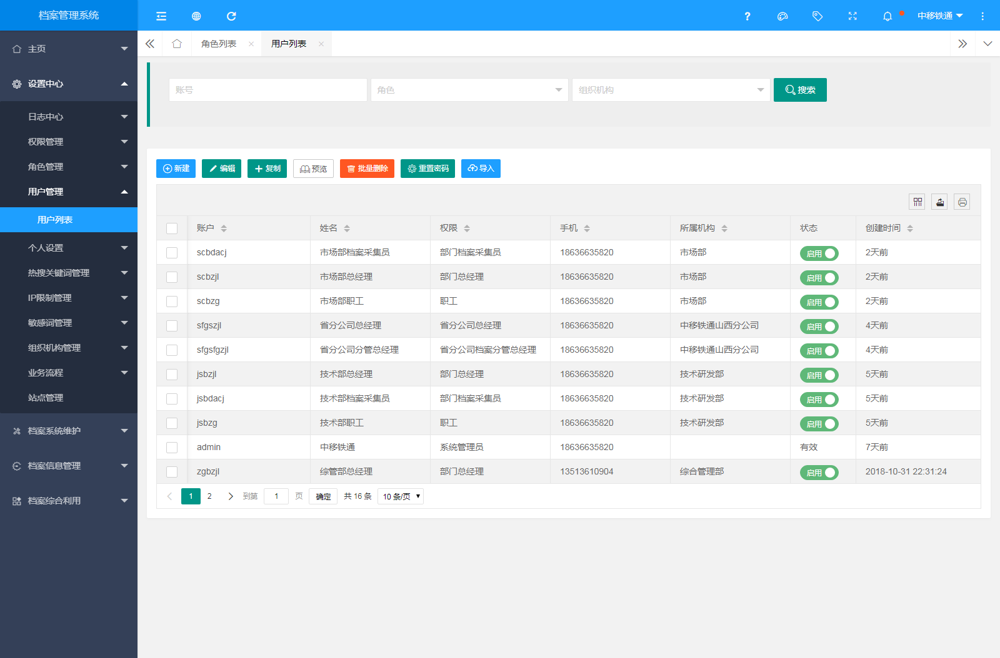 档案管理系统
? 中移铁通
主页
角色列表 × 用户列表 ×
设置中心
账号 角色 组织机构 搜索
日志中心
权限管理
角色管理
用户管理
用户列表
个人设置
热搜关键词管理
IP限制管理
敏感词管理
组织机构管理
业务流程
站点管理
档案系统维护
档案信息管理
档案综合利用
新建 编辑 复制 预览 批量删除 重置密码 导入
账户 姓名 权限 手机 所属机构 状态 创建时间
scbdacj 市场部档案采集员 部门档案采集员 18636635820 市场部 启用 2天前
scbzjl 市场部总经理 部门总经理 18636635820 市场部 启用 2天前
scbzg 市场部职工 职工 18636635820 市场部 启用 2天前
sfgszjl 省分公司总经理 省分公司总经理 18636635820 中移铁通山西分公司 启用 4天前
sfgsfgzjl 省分公司分管总经理 省分公司档案分管总经理 18636635820 中移铁通山西分公司 启用 4天前
jsbzjl 技术部总经理 部门总经理 18636635820 技术研发部 启用 5天前
jsbdacj 技术部档案采集员 部门档案采集员 18636635820 技术研发部 启用 5天前
jsbzg 技术部职工 职工 18636635820 技术研发部 启用 5天前
admin 中移铁通 系统管理员 18636635820 有效 7天前
zgbzjl 综管部总经理 部门总经理 13513610904 综合管理部 启用 2018-10-31 22:31:24
1 2 到第 1 页 确定 共 16 条 10 条/页